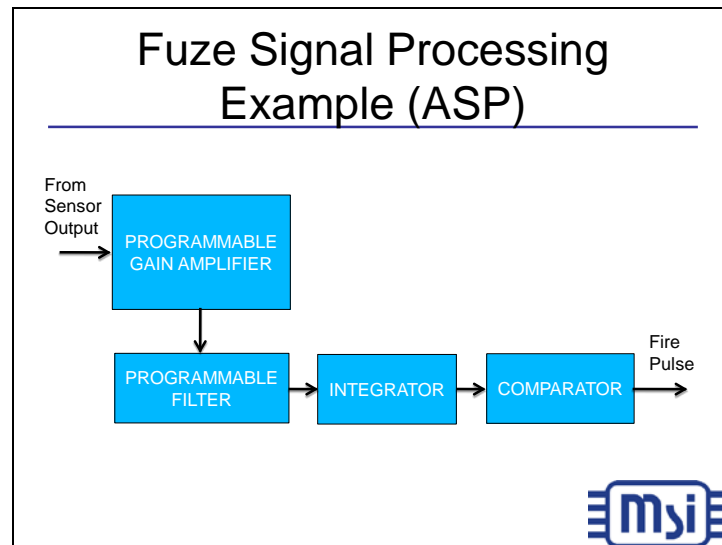 Fuze Signal Processing
Example (ASP)
From
Sensor
Output
PROGRAMMABLE
GAIN AMPLIFIER
PROGRAMMABLE
FILTER
INTEGRATOR
COMPARATOR
Fire
Pulse
msi